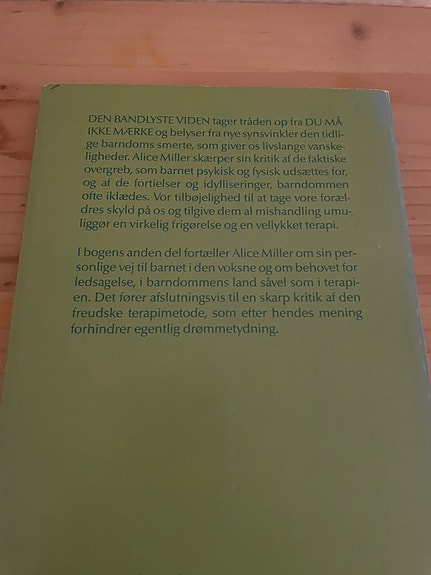 DEN BANDLYSTE VIDEN tager tråden op fra DU MÅ
IKKE MÆRKE og belyser fra nye synsvinkler den tidli-
ge barndoms smerte, som giver os livslange vanske-
ligheder. Alice Miller skærper sin kritik af de faktiske
overgreb, som barnet psykisk og fysisk udsættes for,
og af de fortielser og idylliseringer, barndommen
ofte iklædes. Vor tilbøjelighed til at tage vore foræl-
dres skyld på os og tilgive dem al mishandling umu-
liggør en virkelig frigørelse og en vellykket terapi.
I bogens anden del fortæller Alice Miller om sin per-
sonlige vej til barnet i den voksne og om behovet for
ledsagelse, i barndommens land såvel som i terapi-
en. Det fører afslutningsvis til en skarp kritik af den
freudske terapimetode, som efter hendes mening
forhindrer egentlig drømmetydning.